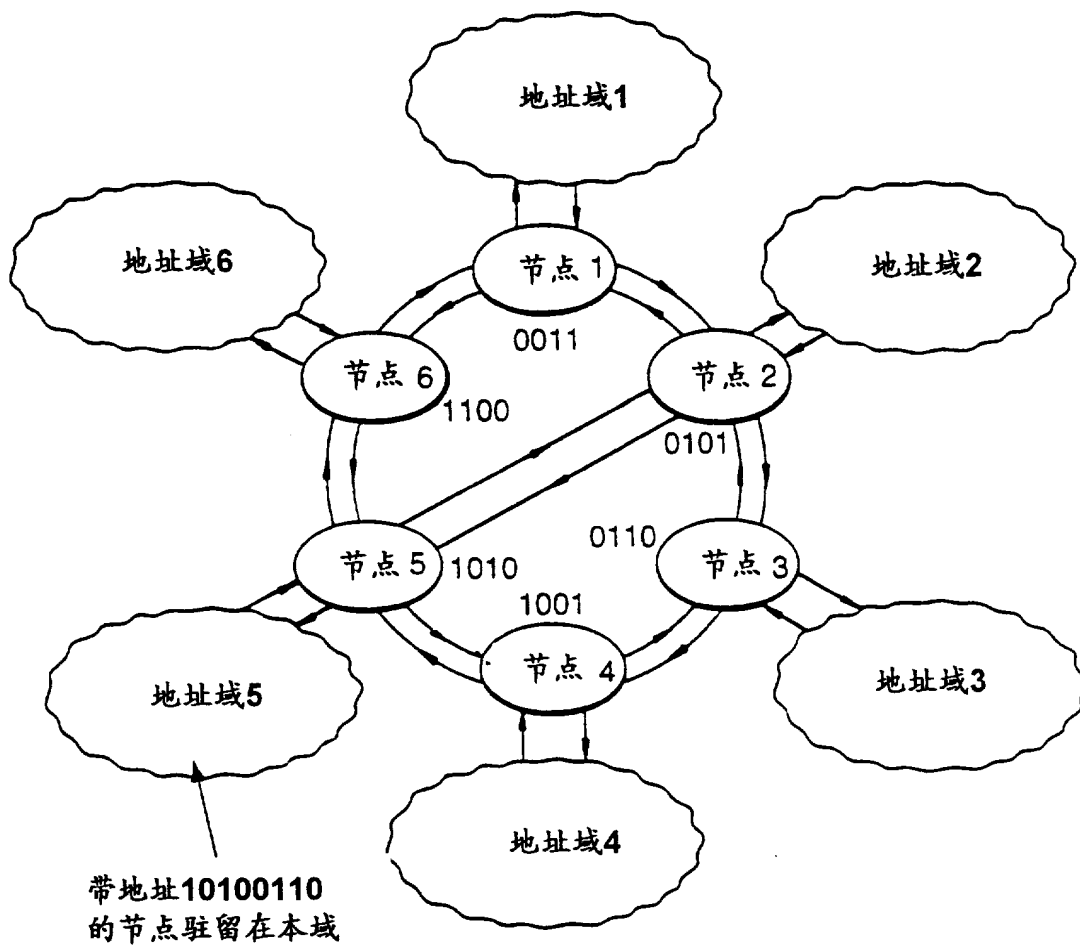 地址域1
地址域6
地址域2
节点 1
0011
节点 6
1100
节点 2
0101
节点 5
1010
0110
节点 3
1001
节点 4
地址域5
地址域3
地址域4
带地址10100110
的节点驻留在本域